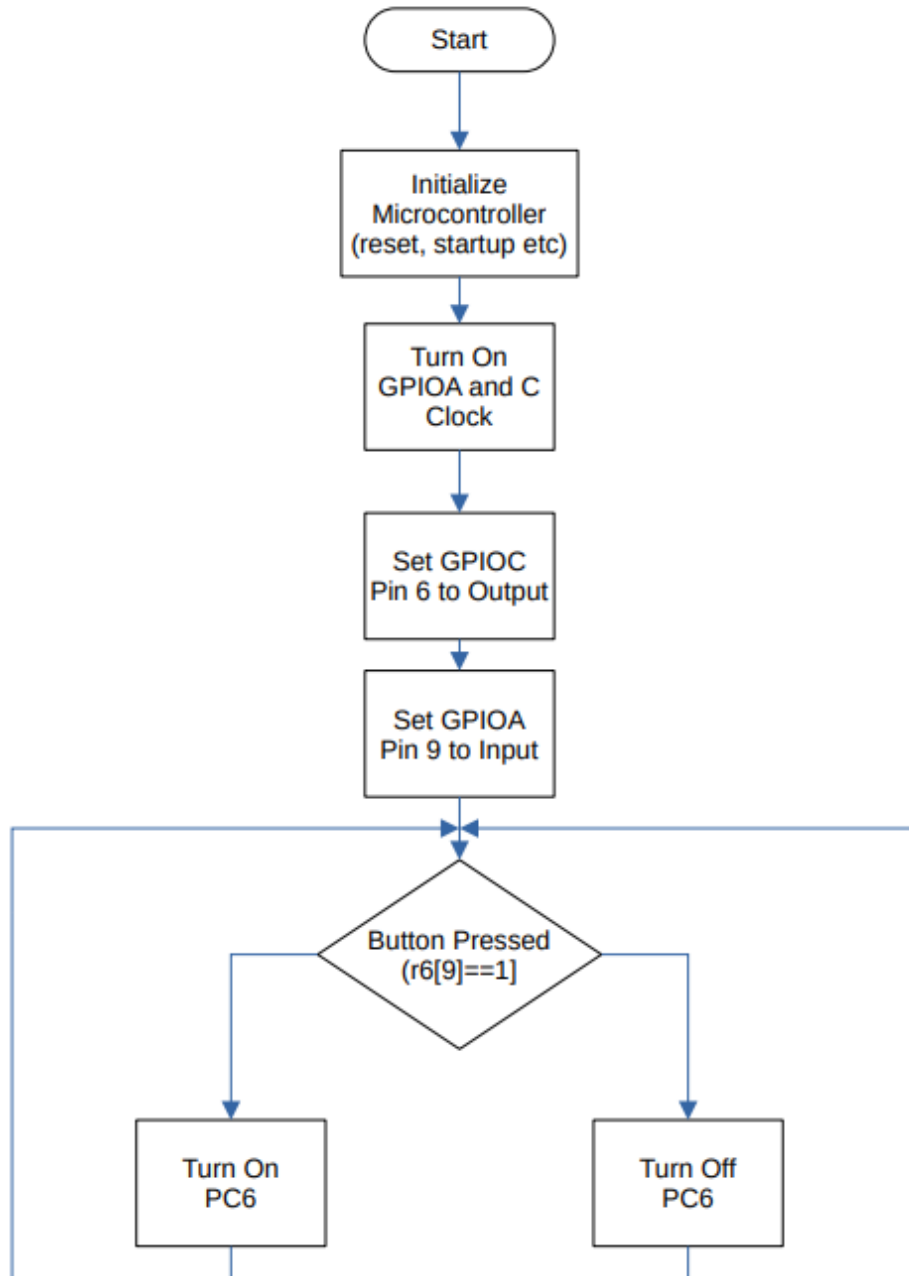 Start
Initialize
Microcontroller
(reset, startup etc)
Turn On
GPIOA and C
Clock
Set GPIOC
Pin 6 to Output
Set GPIOA
Pin 9 to Input
Button Pressed
(r6[9]==1]
Turn On
PC6
Turn Off
PC6